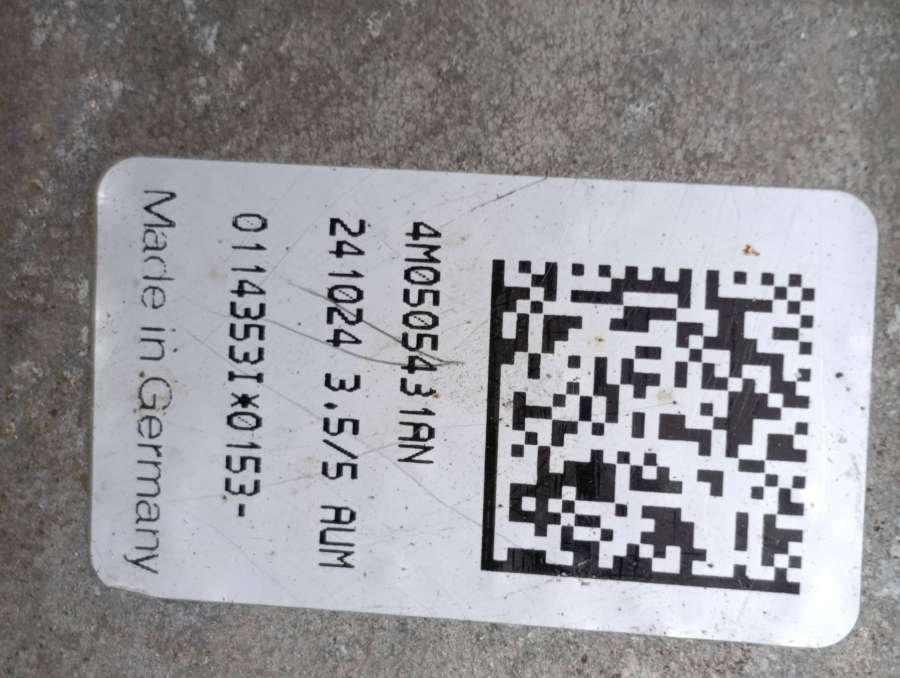 4M0505431AN
241024 3.5/5 AUM
0114353I*0153-
Made in Germany